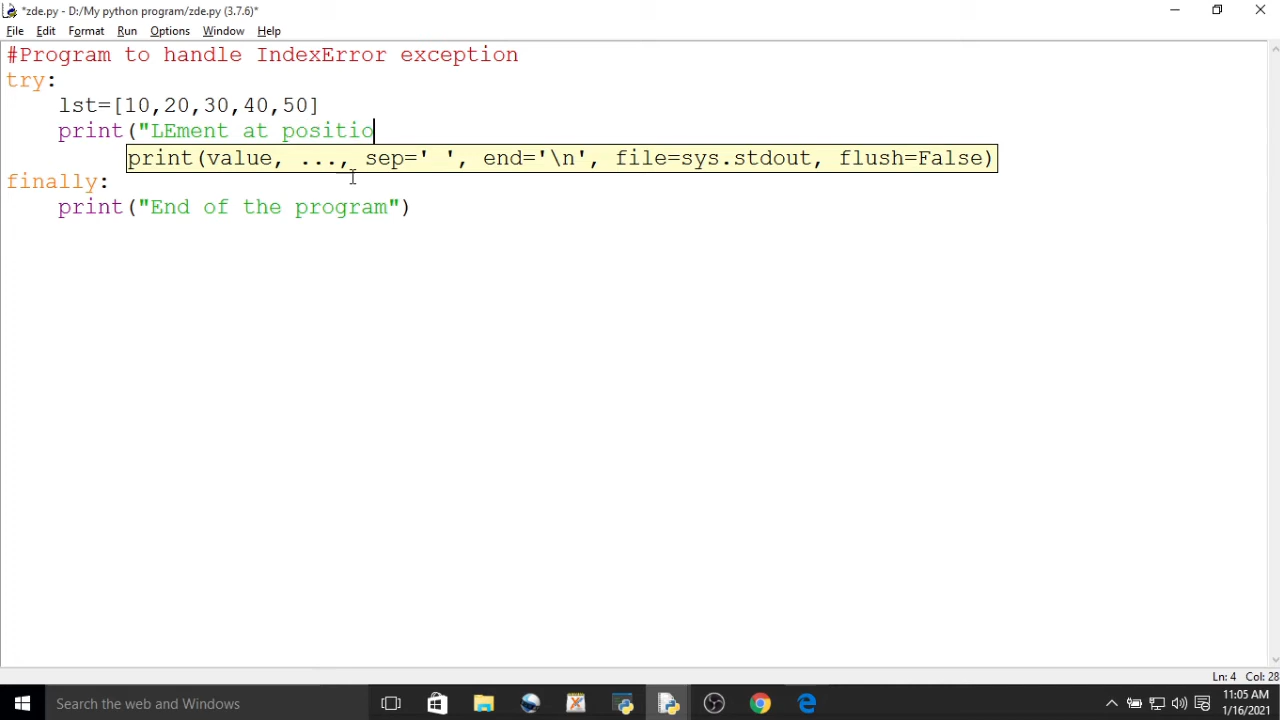 *zde.py - D:/My python program/zde.py (3.7.6)*
File Edit Format Run Options Window Help
#Program to handle IndexError exception
try:
    lst=[10,20,30,40,50]
    print("LEment at positio
print(value, ..., sep=' ', end='\n', file=sys.stdout, flush=False)
finally:
    print("End of the program")
Ln: 4 Col: 28
Search the web and Windows
11:05 AM
1/16/2021